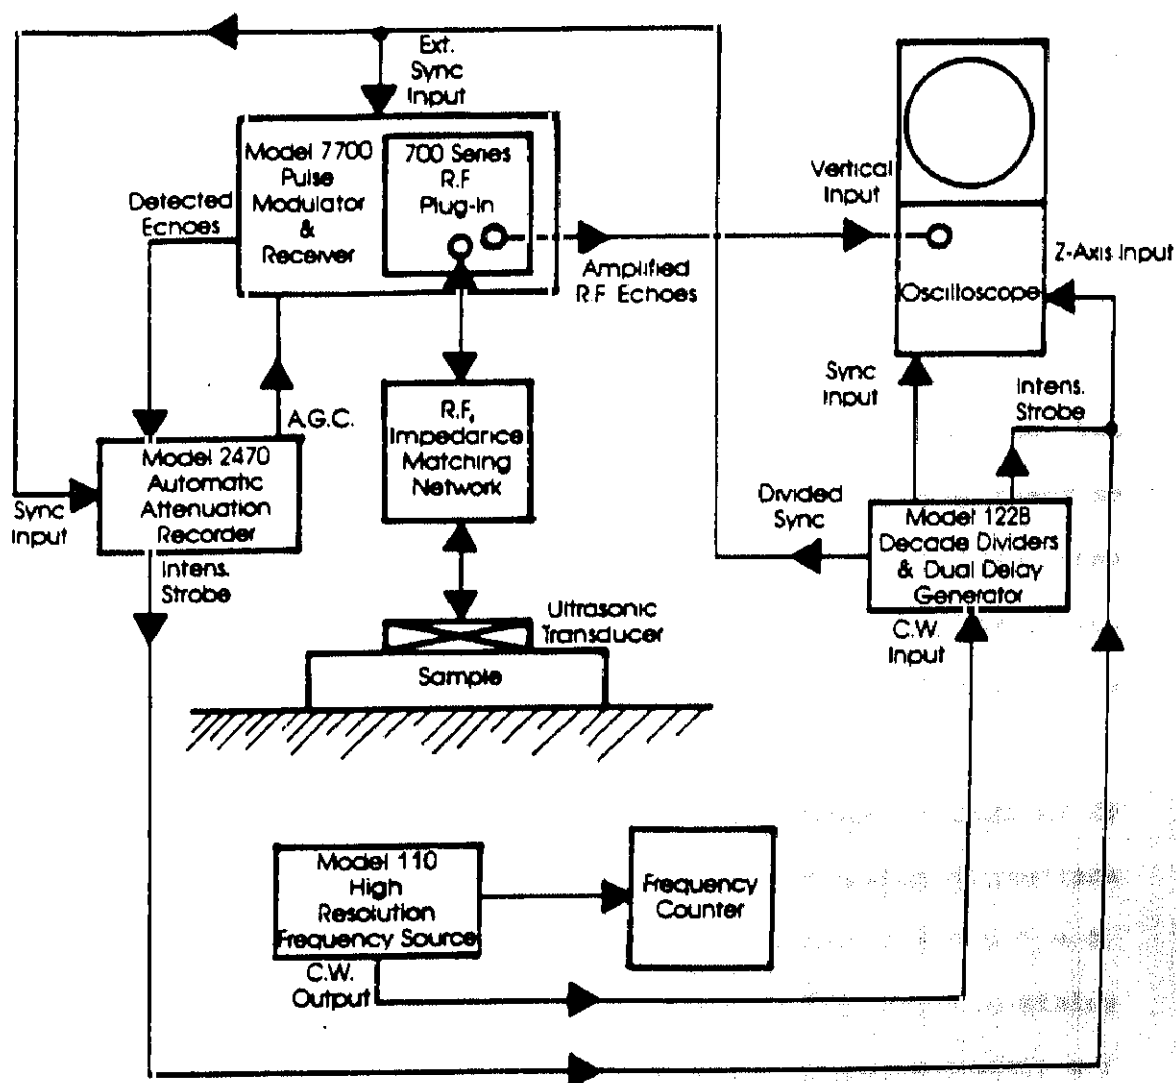 Ext.
Sync
Input
Model 7700
Pulse
Modulator
&
Receiver
700 Series
R.F
Plug-In
Detected
Echoes
Vertical
Input
Amplified
R.F. Echoes
Z-Axis Input
Oscilloscope
Sync
Input
Intens.
Strobe
A.G.C.
R.F.
Impedance
Matching
Network
Model 2470
Automatic
Attenuation
Recorder
Sync
Input
Intens.
Strobe
Divided
Sync
Model 122B
Decade Dividers
& Dual Delay
Generator
C.W.
Input
Ultrasonic
Transducer
Sample
Model 110
High
Resolution
Frequency Source
Frequency
Counter
C.W.
Output